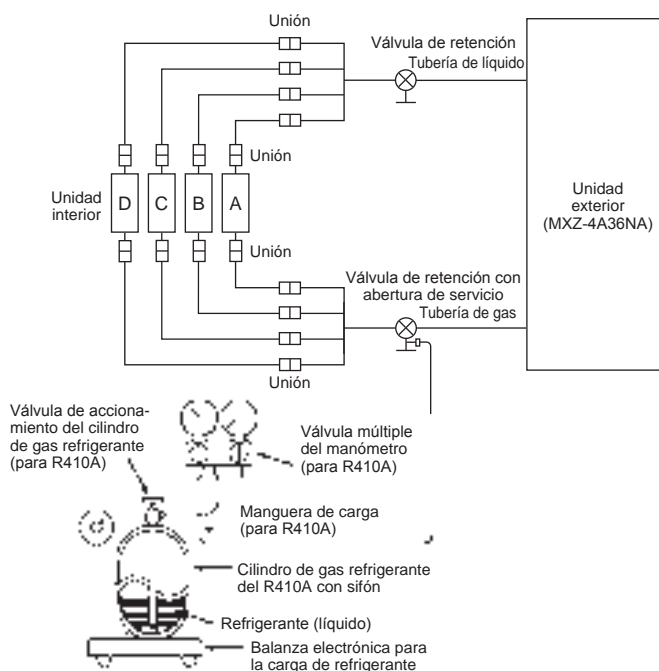 Unión
Válvula de retención
Tubería de líquido
Unión
Unidad
interior
D
C
B
A
Unidad
exterior
(MXZ-4A36NA)
Unión
Válvula de retención con
abertura de servicio
Tubería de gas
Unión
Válvula de acciona-
miento del cilindro
de gas refrigerante
(para R410A)
Válvula múltiple
del manómetro
(para R410A)
Manguera de carga
(para R410A)
Cilindro de gas refrigerante
del R410A con sifón
Refrigerante (líquido)
Balanza electrónica para
la carga de refrigerante